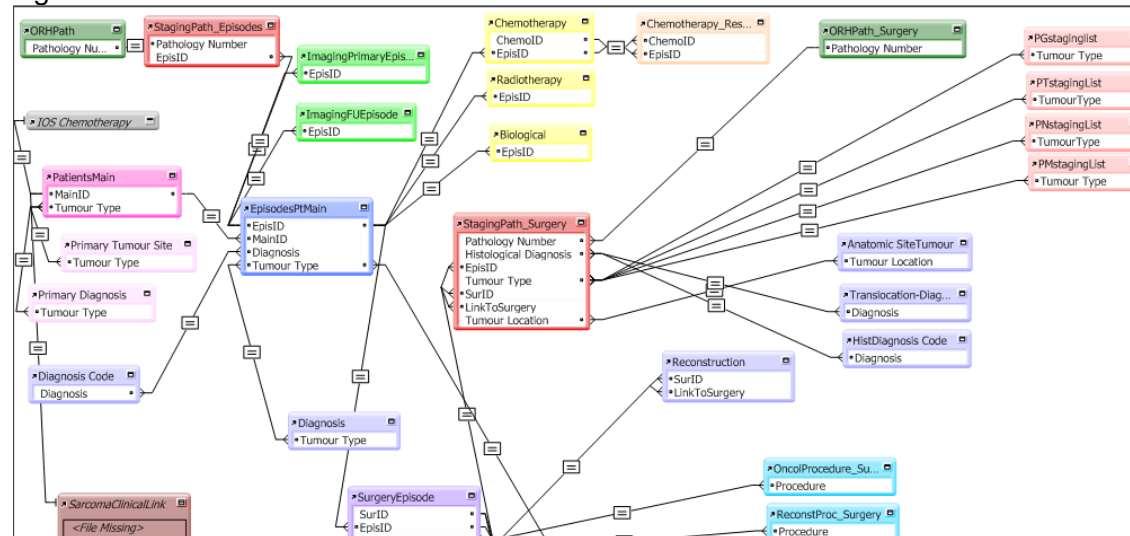 ORHPath
Pathology Nu...
StagingPath_Episodes
Pathology Number
EpisID
ImagingPrimaryEpis...
EpisID
ImagingFUEpisode
EpisID
Chemotherapy
ChemoID
EpisID
Chemotherapy_Res...
ChemoID
EpisID
Radiotherapy
EpisID
Biological
EpisID
ORHPath_Surgery
Pathology Number
PGstaginglist
Tumour Type
PTstagingList
TumourType
PNstagingList
TumourType
PMstagingList
Tumour Type
IOS Chemotherapy
PatientsMain
MainID
Tumour Type
Primary Tumour Site
Tumour Type
Primary Diagnosis
Tumour Type
Diagnosis Code
Diagnosis
EpisodesPtMain
EpisID
MainID
Diagnosis
Tumour Type
StagingPath_Surgery
Pathology Number
Histological Diagnosis
EpisID
Tumour Type
SurID
LinkToSurgery
Tumour Location
Anatomic SiteTumour
Tumour Location
Translocation-Diag...
Diagnosis
HistDiagnosis Code
Diagnosis
Reconstruction
SurID
LinkToSurgery
Diagnosis
Tumour Type
SarcomaClinicalLink
<File Missing>
SurgeryEpisode
SurID
EpisID
OncolProcedure_Su...
Procedure
ReconstProc_Surgery
Procedure